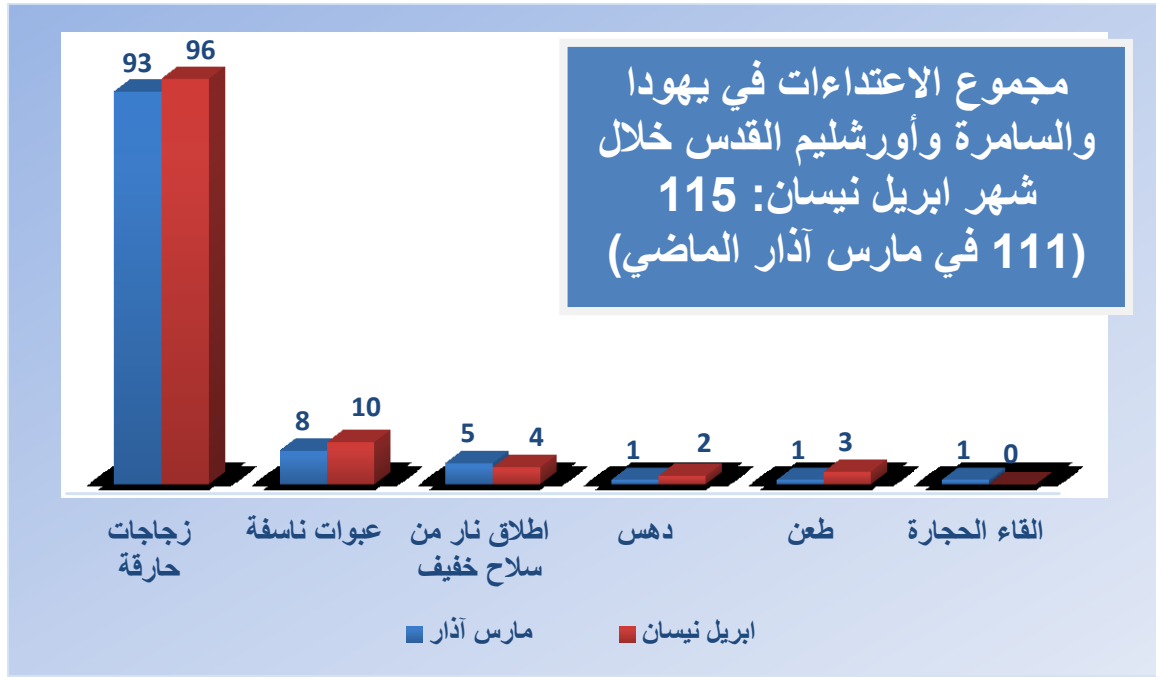 مجموع الاعتداءات في يهودا
والسامرة وأورشليم القدس خلال
شهر ابريل نيسان: 115
(111 في مارس آذار الماضي)
93 96
8 10
5 4
1 2
1 3
1 0
زجاجات
حارقة
عبوات ناسفة
اطلاق نار من
سلاح خفيف
دهس
طعن
القاء الحجارة
مارس آذار
ابريل نيسان